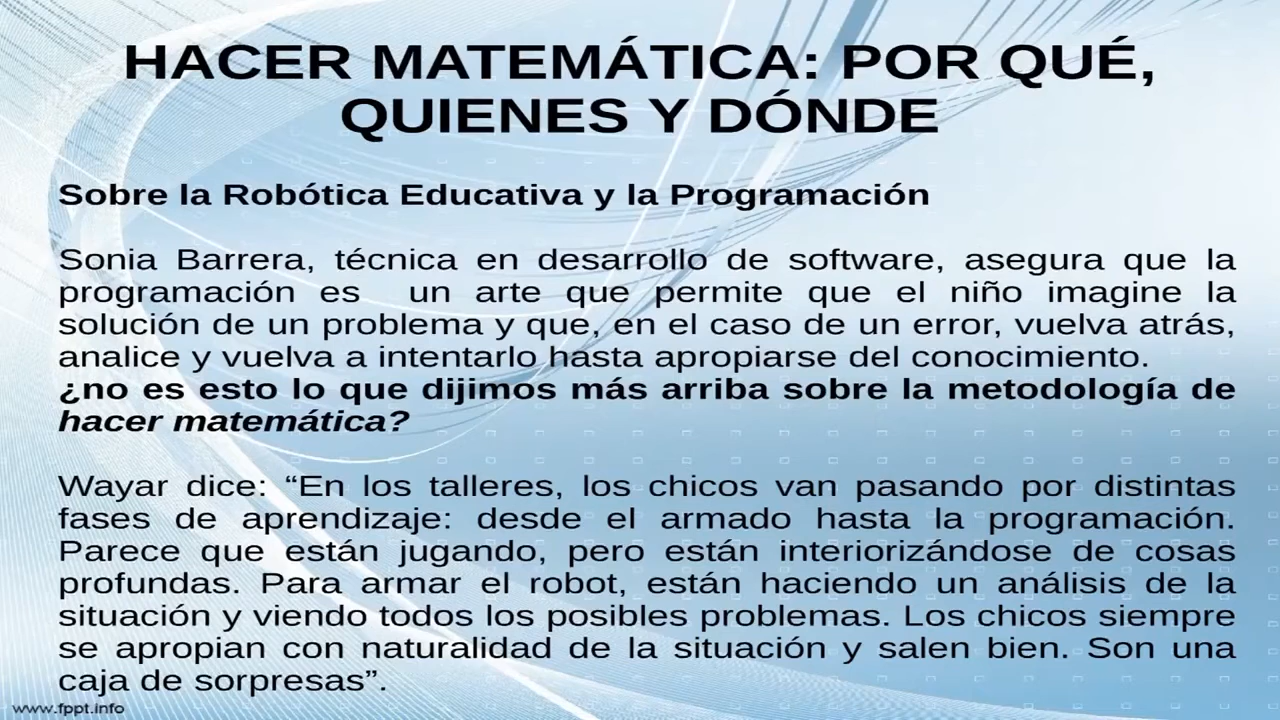 HACER MATEMÁTICA: POR QUÉ,
QUIENES Y DÓNDE
Sobre la Robótica Educativa y la Programación
Sonia Barrera, técnica en desarrollo de software, asegura que la
programación es un arte que permite que el niño imagine la
solución de un problema y que, en el caso de un error, vuelva atrás,
analice y vuelva a intentarlo hasta apropiarse del conocimiento.
¿no es esto lo que dijimos más arriba sobre la metodología de
hacer matemática?
Wayar dice: “En los talleres, los chicos van pasando por distintas
fases de aprendizaje: desde el armado hasta la programación.
Parece que están jugando, pero están interiorizándose de cosas
profundas. Para armar el robot, están haciendo un análisis de la
situación y viendo todos los posibles problemas. Los chicos siempre
se apropian con naturalidad de la situación y salen bien. Son una
caja de sorpresas”.
www.fppt.info